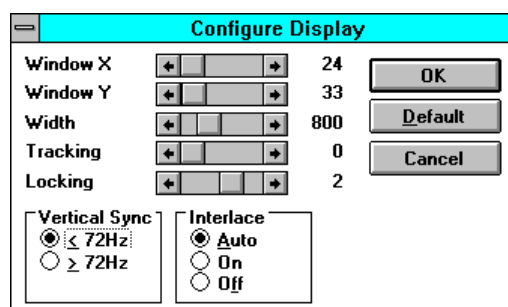 Configure Display
Window X 24
Window Y 33
Width 800
Tracking 0
Locking 2
OK
Default
Cancel
Vertical Sync
< 72Hz
> 72Hz
Interlace
Auto
On
Off